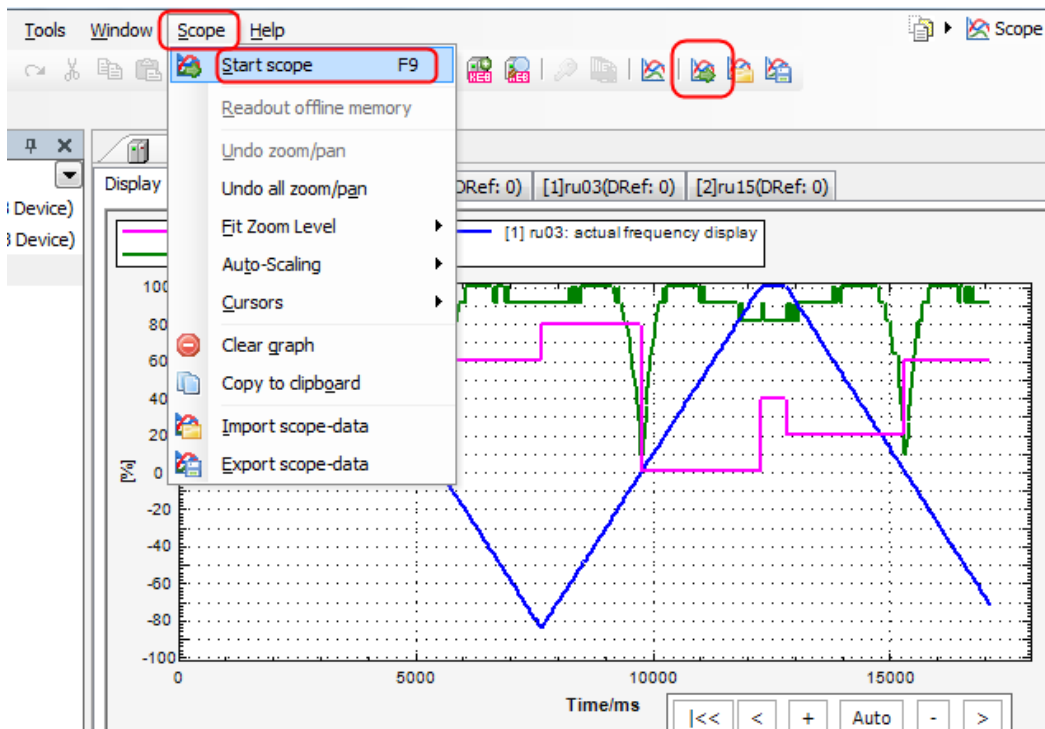 Tools Window Scope Help Scope
Start scope F9
KEB KEB
Readout offline memory
Undo zoom/pan
Undo all zoom/pan
Fit Zoom Level
Auto-Scaling
Cursors
Clear graph
Copy to clipboard
Import scope-data
Export scope-data
Device)
Device)
Display DRef: 0) [1]ru03(DRef: 0) [2]ru15(DRef: 0)
[1] ru03: actual frequency display
100
80
60
40
20
0
-20
-40
-60
-80
-100
[%]
0 5000 10000 15000
Time/ms
|<< < + Auto - >